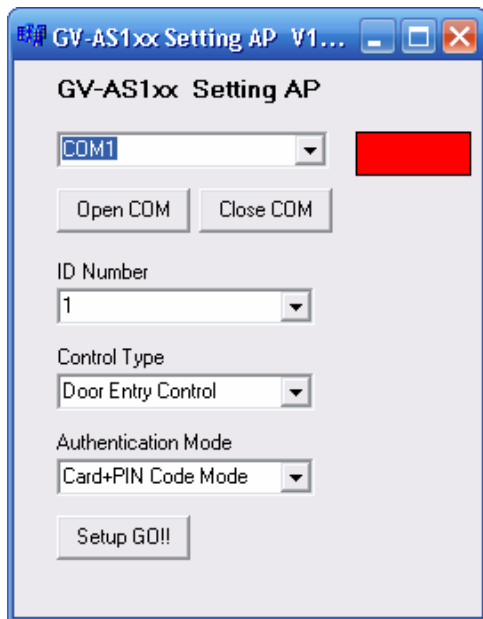 GV-AS1xx Setting AP V1...
GV-AS1xx Setting AP
COM1
Open COM Close COM
ID Number
1
Control Type
Door Entry Control
Authentication Mode
Card+PIN Code Mode
Setup GO!!